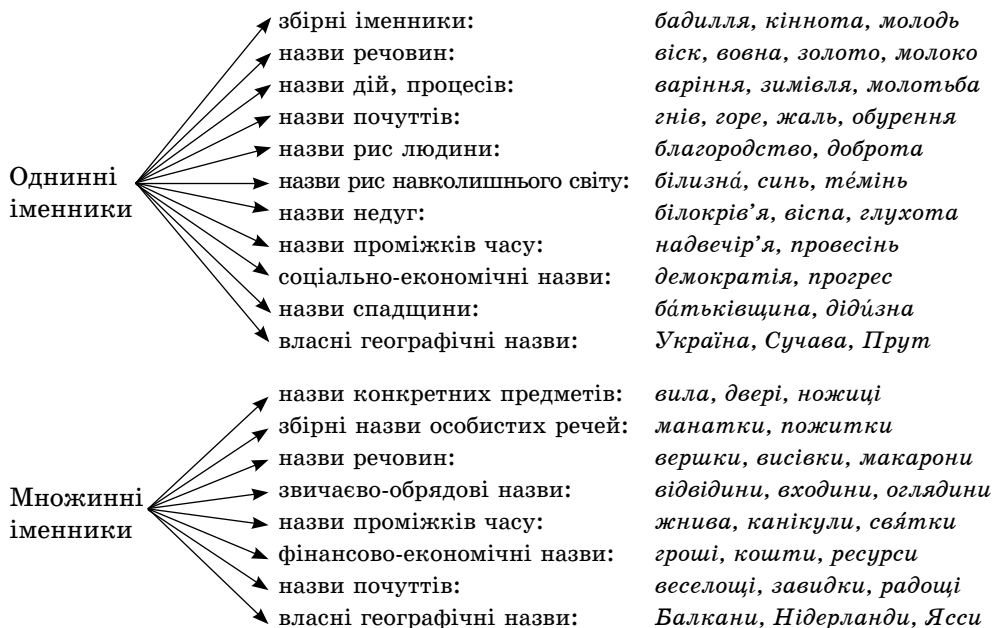 збірні іменники: бадилля, кіннота, молодь
назви речовин: віск, вовна, золото, молоко
назви дій, процесів: варіння, зимівля, молотьба
назви почуттів: гнів, горе, жаль, обурення
назви рис людини: благородство, доброта
Однинні іменники
назви рис навколишнього світу: білизна́, синь, те́мінь
назви недуг: білокрів’я, віспа, глухота
назви проміжків часу: надвечір’я, провесінь
соціально-економічні назви: демократія, прогрес
назви спадщини: ба́тьківщина, діди́зна
власні географічні назви: Україна, Сучава, Прут
назви конкретних предметів: вила, двері, ножиці
збірні назви особистих речей: манатки, пожитки
назви речовин: вершки, висівки, макарони
Множинні іменники
звичаєво-обрядові назви: відвідини, входини, оглядини
назви проміжків часу: жнива, канікули, свя́тки
фінансово-економічні назви: гроші, кошти, ресурси
назви почуттів: веселощі, завидки, радощі
власні географічні назви: Балкани, Нідерланди, Ясси